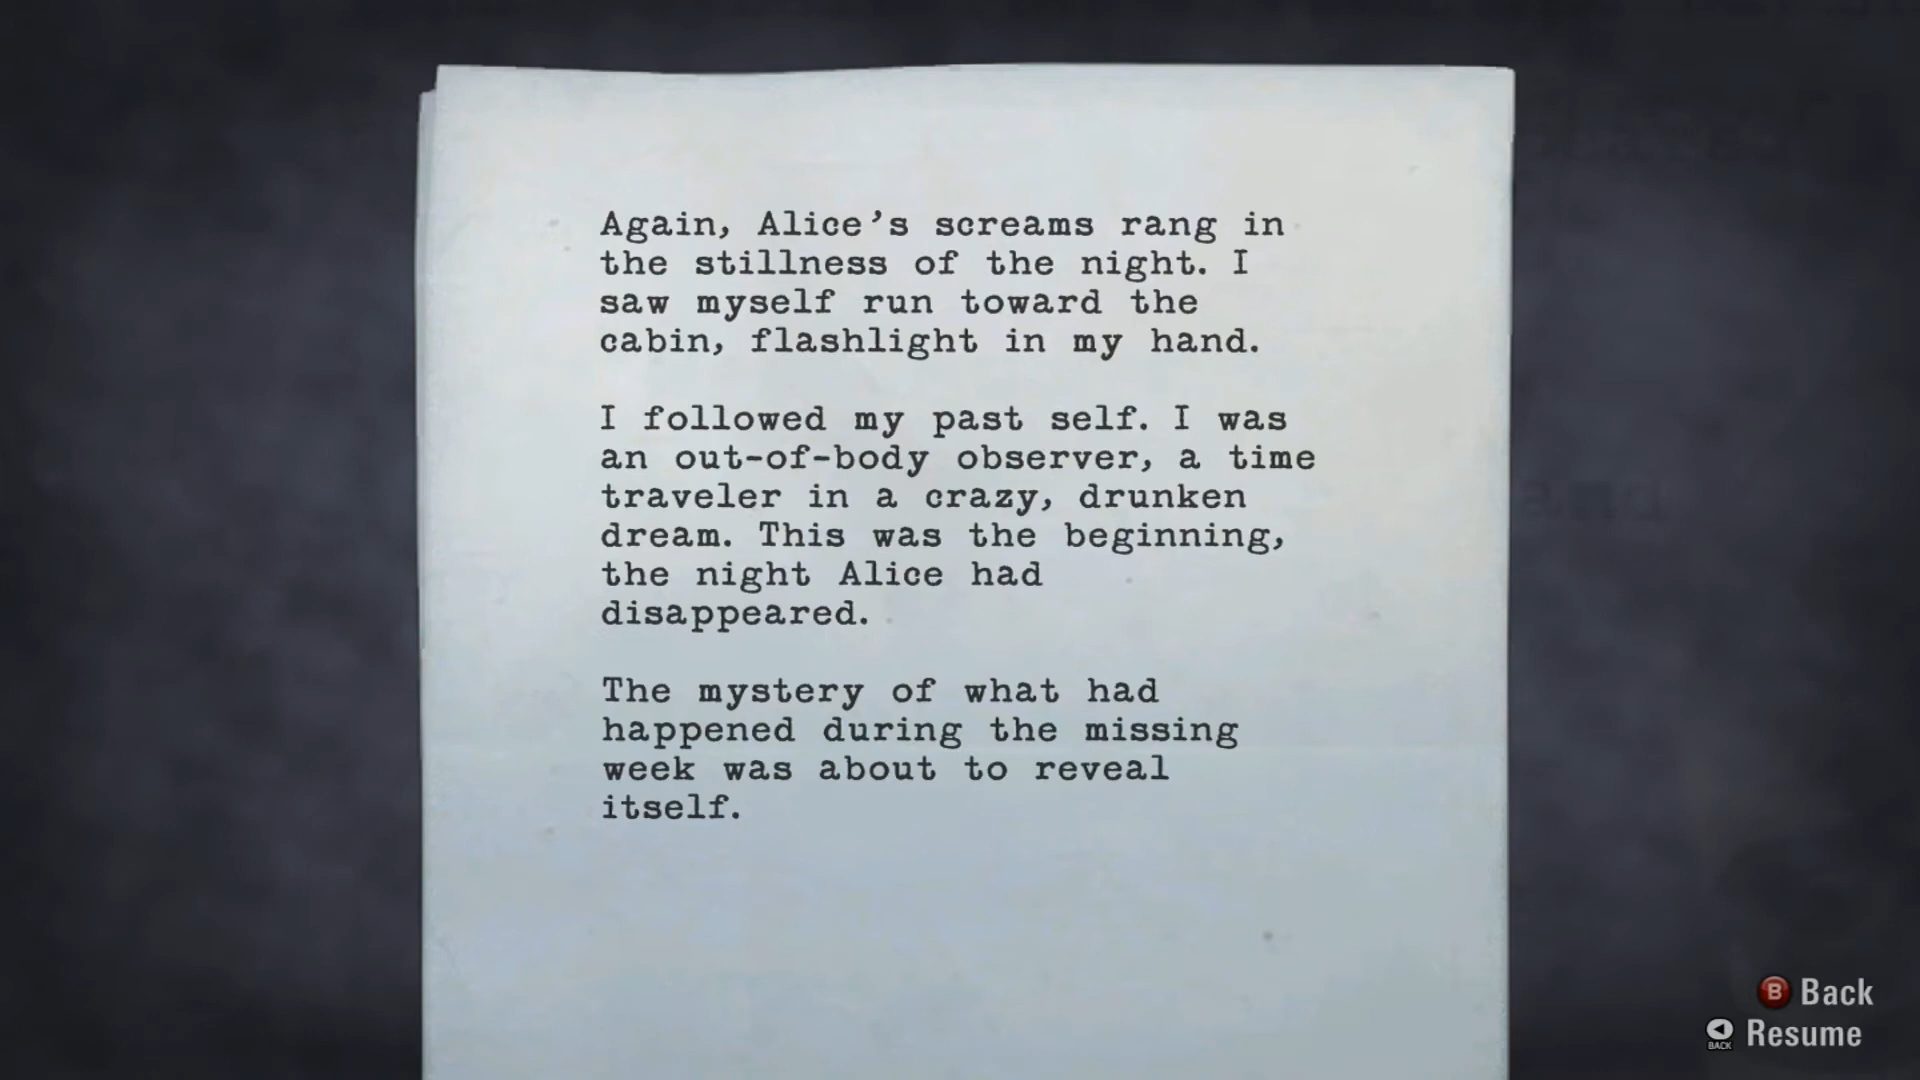 Again, Alice's screams rang in
the stillness of the night. I
saw myself run toward the
cabin, flashlight in my hand.
I followed my past self. I was
an out-of-body observer, a time
traveler in a crazy, drunken
dream. This was the beginning,
the night Alice had
disappeared.
The mystery of what had
happened during the missing
week was about to reveal
itself.
B Back
BACK Resume